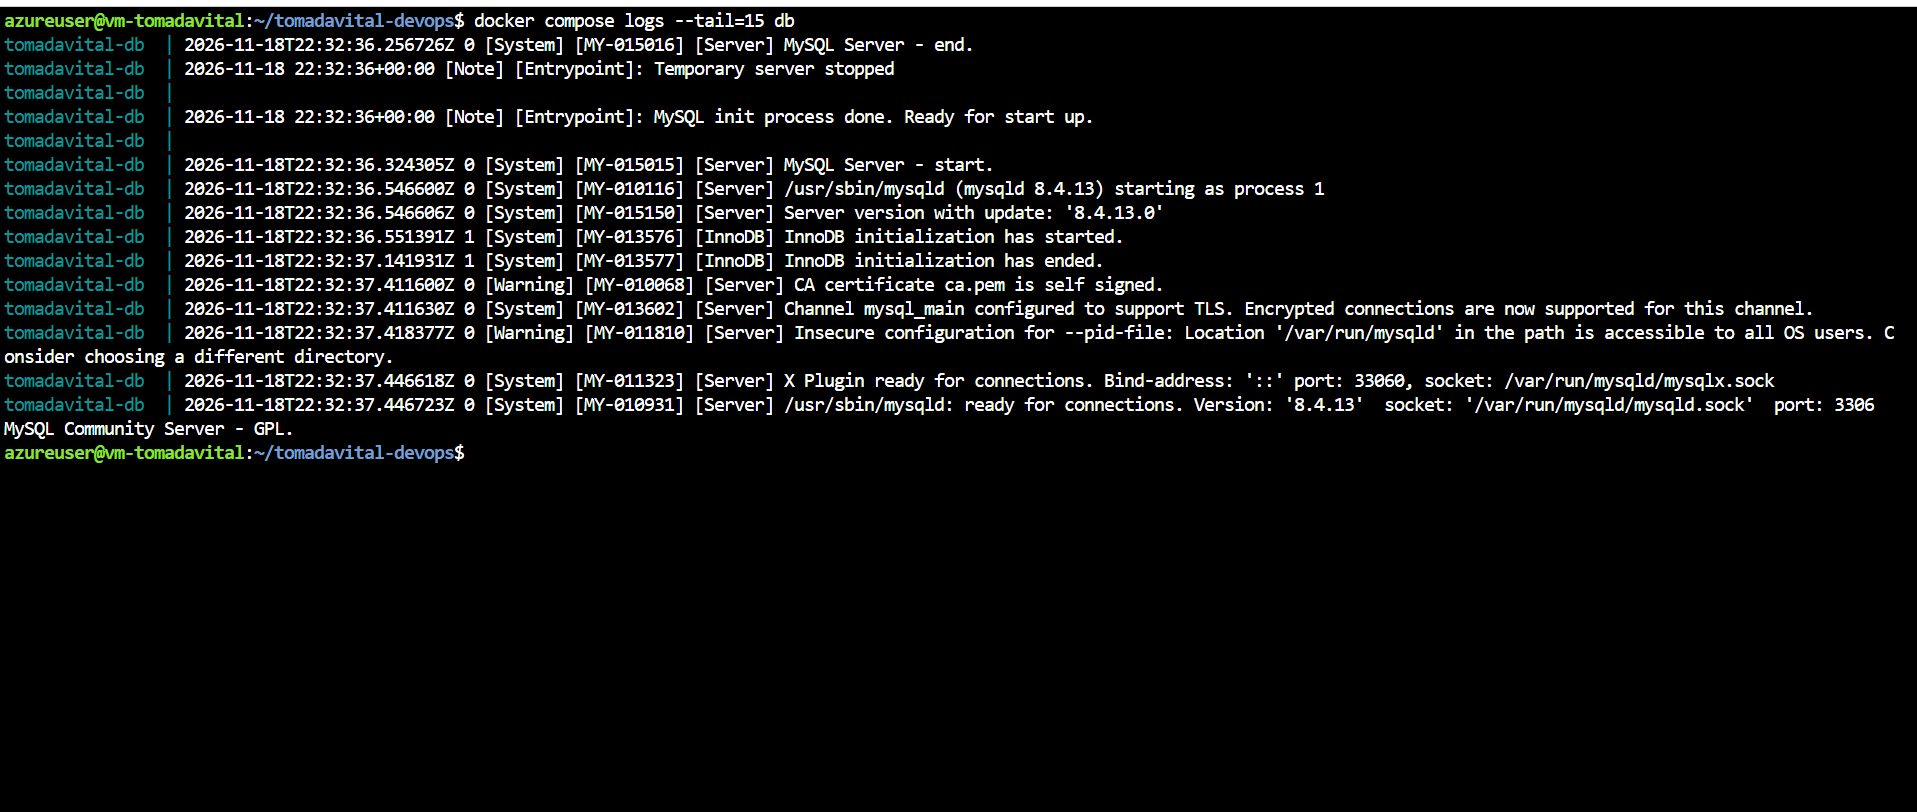 azureuser@vm-tomadavital:~/tomadavital-devops$ docker compose logs --tail=15 db
tomadavital-db  | 2026-11-18T22:32:36.256726Z 0 [System] [MY-015016] [Server] MySQL Server - end.
tomadavital-db  | 2026-11-18 22:32:36+00:00 [Note] [Entrypoint]: Temporary server stopped
tomadavital-db  |
tomadavital-db  | 2026-11-18 22:32:36+00:00 [Note] [Entrypoint]: MySQL init process done. Ready for start up.
tomadavital-db  |
tomadavital-db  | 2026-11-18T22:32:36.324305Z 0 [System] [MY-015015] [Server] MySQL Server - start.
tomadavital-db  | 2026-11-18T22:32:36.546600Z 0 [System] [MY-010116] [Server] /usr/sbin/mysqld (mysqld 8.4.13) starting as process 1
tomadavital-db  | 2026-11-18T22:32:36.546606Z 0 [System] [MY-015150] [Server] Server version with update: '8.4.13.0'
tomadavital-db  | 2026-11-18T22:32:36.551391Z 1 [System] [MY-013576] [InnoDB] InnoDB initialization has started.
tomadavital-db  | 2026-11-18T22:32:37.141931Z 1 [System] [MY-013577] [InnoDB] InnoDB initialization has ended.
tomadavital-db  | 2026-11-18T22:32:37.411600Z 0 [Warning] [MY-010068] [Server] CA certificate ca.pem is self signed.
tomadavital-db  | 2026-11-18T22:32:37.411630Z 0 [System] [MY-013602] [Server] Channel mysql_main configured to support TLS. Encrypted connections are now supported for this channel.
tomadavital-db  | 2026-11-18T22:32:37.418377Z 0 [Warning] [MY-011810] [Server] Insecure configuration for --pid-file: Location '/var/run/mysqld' in the path is accessible to all OS users. C
onsider choosing a different directory.
tomadavital-db  | 2026-11-18T22:32:37.446618Z 0 [System] [MY-011323] [Server] X Plugin ready for connections. Bind-address: '::' port: 33060, socket: /var/run/mysqld/mysqlx.sock
tomadavital-db  | 2026-11-18T22:32:37.446723Z 0 [System] [MY-010931] [Server] /usr/sbin/mysqld: ready for connections. Version: '8.4.13'  socket: '/var/run/mysqld/mysqld.sock'  port: 3306
MySQL Community Server - GPL.
azureuser@vm-tomadavital:~/tomadavital-devops$